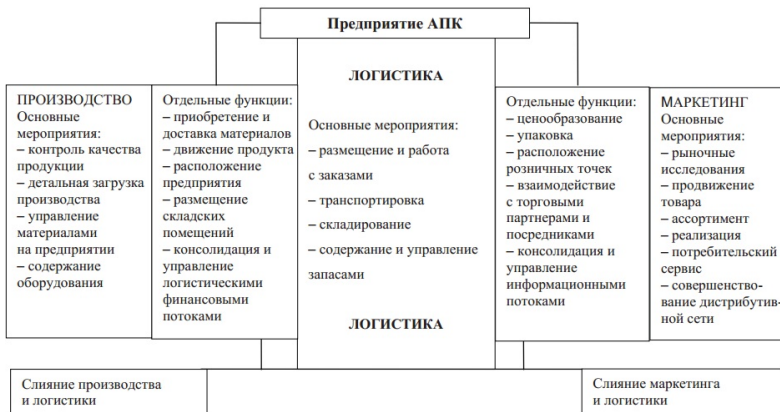 Предприятие АПК
ПРОИЗВОДСТВО
Основные
мероприятия:
– контроль качества
продукции
– детальная загрузка
производства
– управление
материалами
на предприятии
– содержание
оборудования
Отдельные функции:
– приобретение и
доставка материалов
– движение продукта
– расположение
предприятия
– размещение
складских
помещений
– консолидация и
управление
логистическими
финансовыми
потоками
ЛОГИСТИКА
Основные мероприятия:
– размещение и работа
с заказами
– транспортировка
– складирование
– содержание и управление
запасами
ЛОГИСТИКА
Отдельные функции:
– ценообразование
– упаковка
– расположение
розничных точек
– взаимодействие
с торговыми
партнерами и
посредниками
– консолидация и
управление
информационными
потоками
МАРКЕТИНГ
Основные
мероприятия:
– рыночные
исследования
– продвижение
товара
– ассортимент
– реализация
– потребительский
сервис
– совершенство-
вание дистрибутив-
ной сети
Слияние производства
и логистики
Слияние маркетинга
и логистики